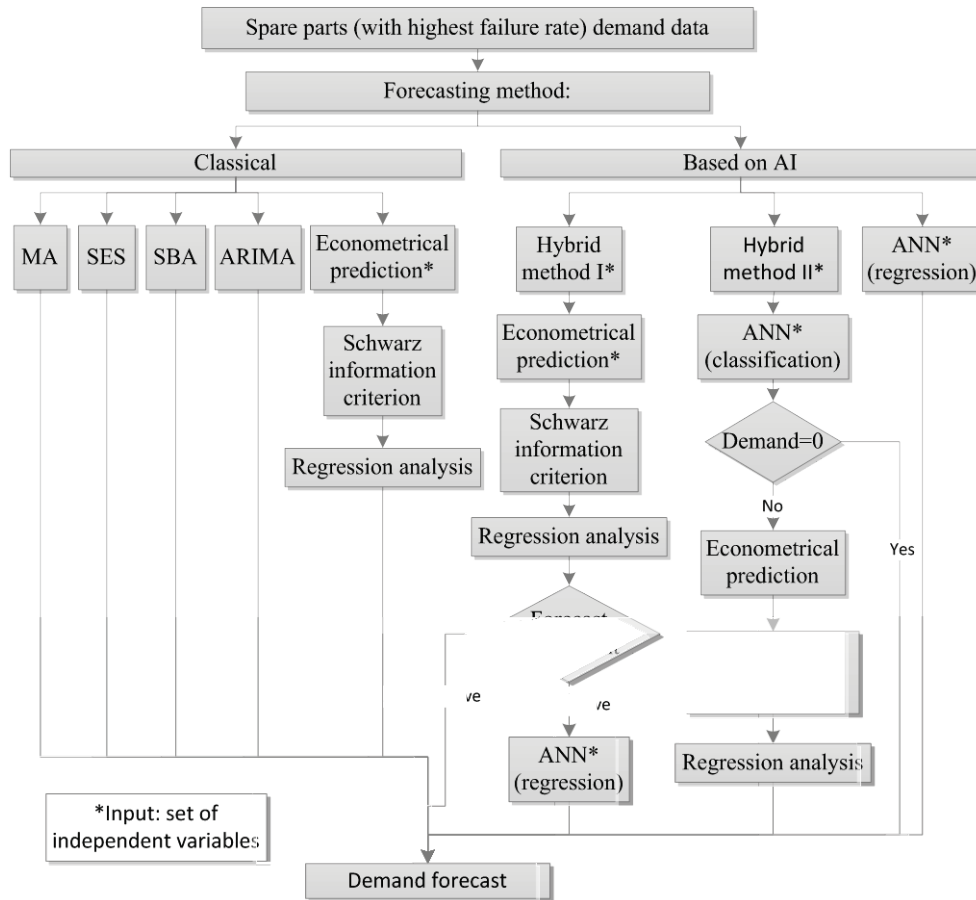 Spare parts (with highest failure rate) demand data
Forecasting method:
Classical
Based on AI
MA
SES
SBA
ARIMA
Econometrical
prediction*
Hybrid
method I*
Hybrid
method II*
ANN*
(regression)
Schwarz
information
criterion
Econometrical
prediction*
ANN*
(classification)
Regression analysis
Schwarz
information
criterion
Demand=0
No
Yes
Regression analysis
Econometrical
prediction
ve
ve
ANN*
(regression)
Regression analysis
*Input: set of
independent variables
Demand forecast